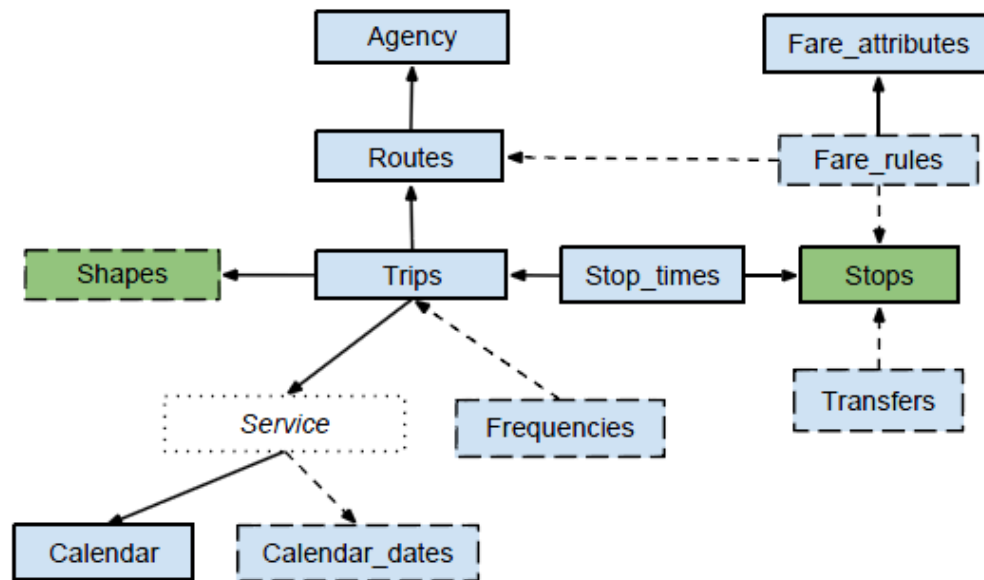 Agency
Fare_attributes
Routes
Fare_rules
Shapes
Trips
Stop_times
Stops
Service
Frequencies
Transfers
Calendar
Calendar_dates